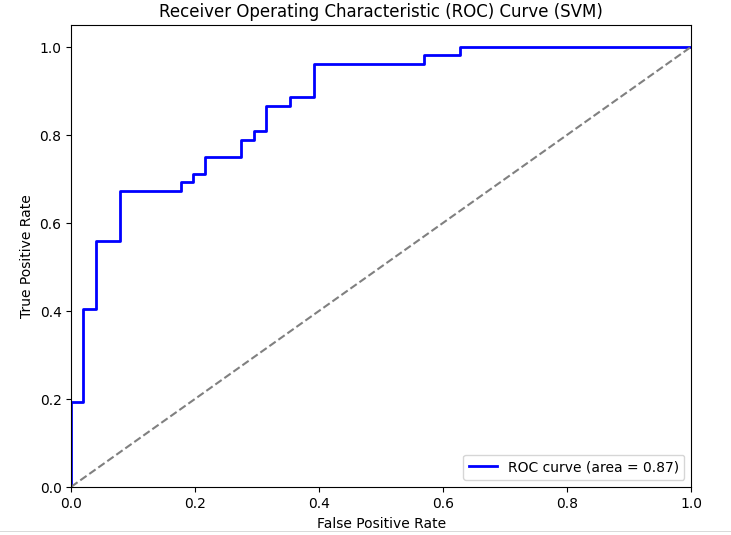 Receiver Operating Characteristic (ROC) Curve (SVM)
True Positive Rate
1.0
0.8
0.6
0.4
0.2
0.0
ROC curve (area = 0.87)
0.0 0.2 0.4 0.6 0.8 1.0
False Positive Rate